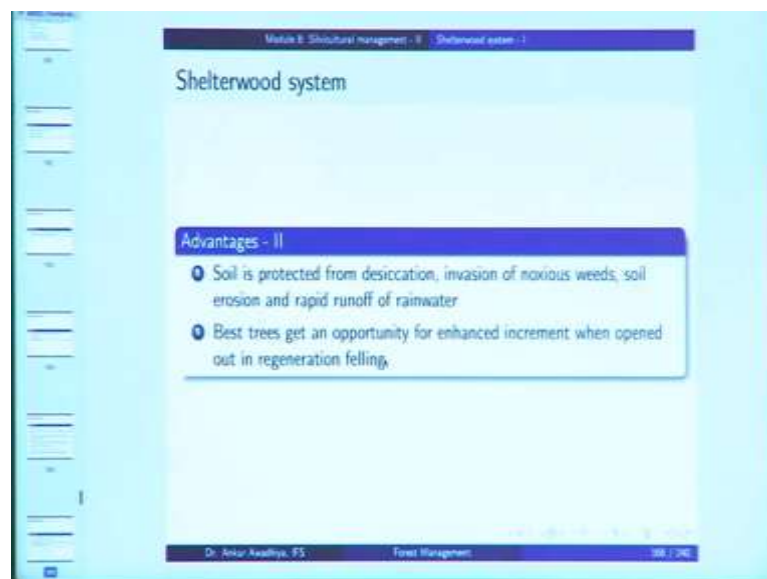 Module 8: Silvicultural management - II Shelterwood system - I
Shelterwood system
Advantages - II
Soil is protected from desiccation, invasion of noxious weeds, soil
erosion and rapid runoff of rainwater
Best trees get an opportunity for enhanced increment when opened
out in regeneration felling,
Dr. Ankur Awadhiya, IFS Forest Management